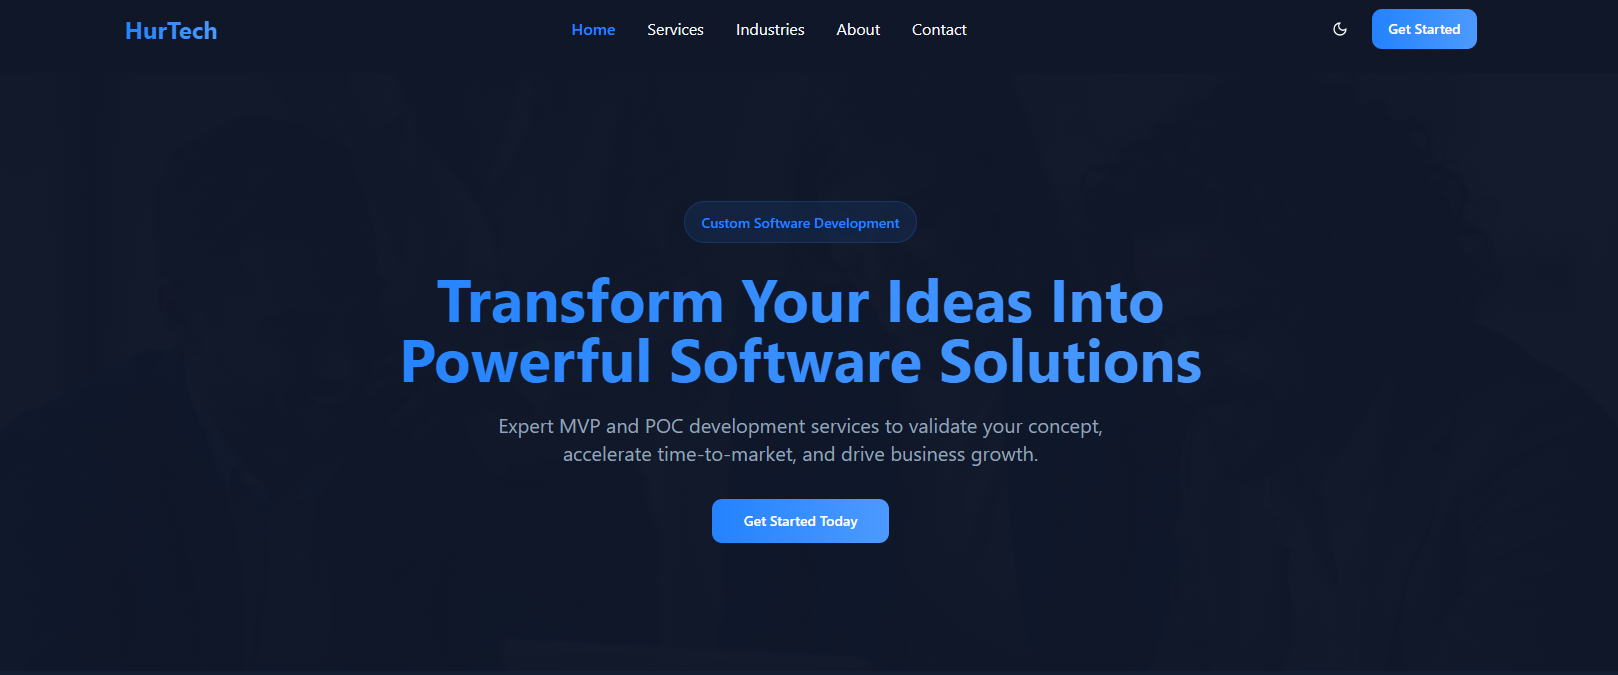 HurTech
Home Services Industries About Contact
Get Started
Custom Software Development
Transform Your Ideas Into
Powerful Software Solutions
Expert MVP and POC development services to validate your concept,
accelerate time-to-market, and drive business growth.
Get Started Today